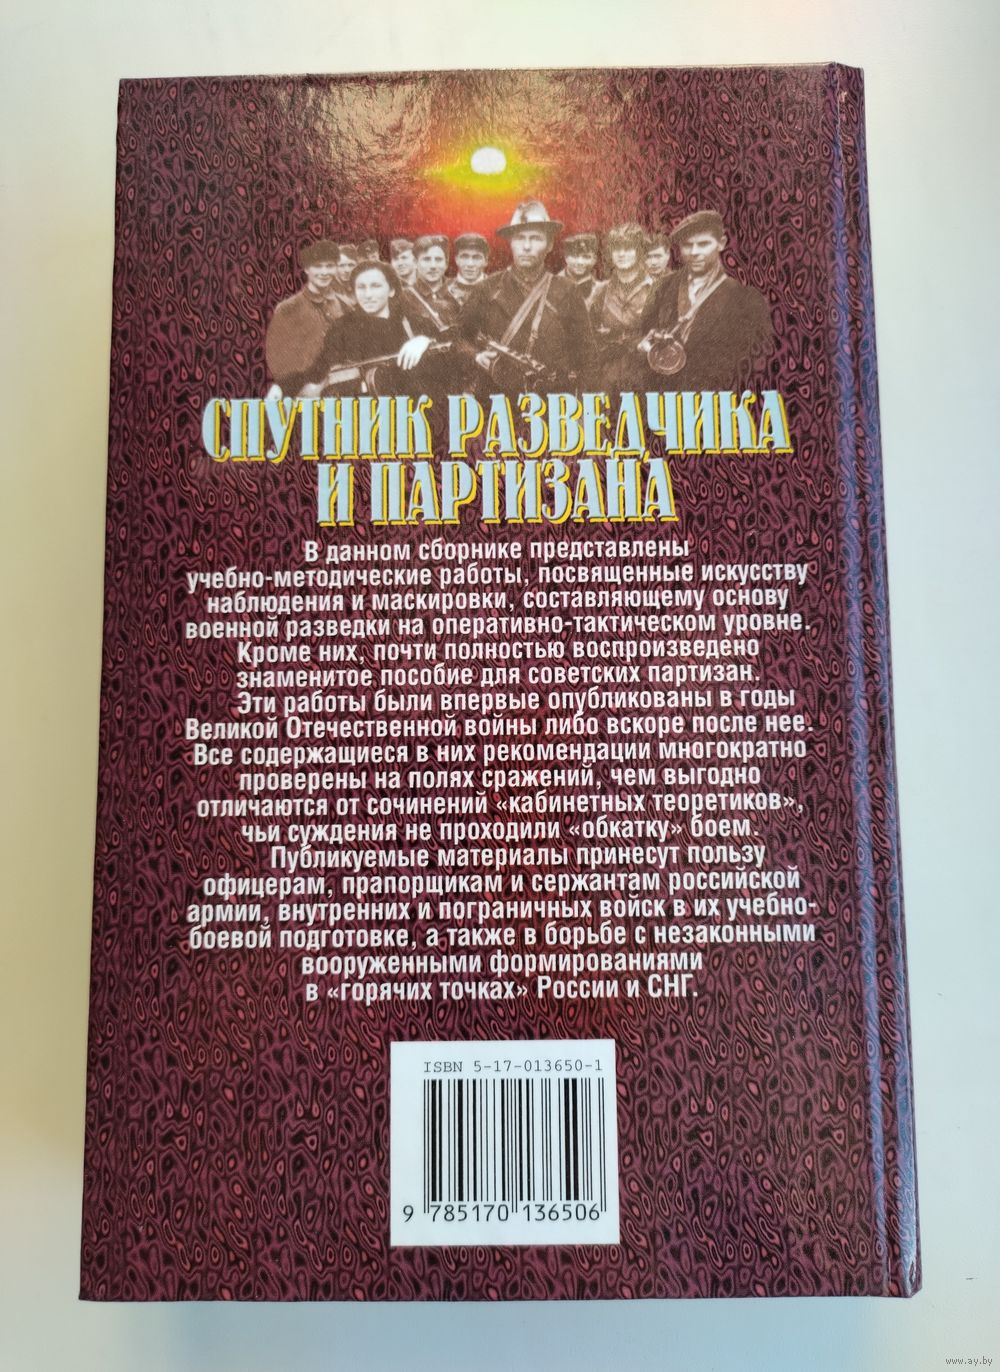 СПУТНИК РАЗВЕДЧИКА
И ПАРТИЗАНА
В данном сборнике представлены
учебно-методические работы, посвященные искусству
наблюдения и маскировки, составляющему основу
военной разведки на оперативно-тактическом уровне.
Кроме них, почти полностью воспроизведено
знаменитое пособие для советских партизан.
Эти работы были впервые опубликованы в годы
Великой Отечественной войны либо вскоре после нее.
Все содержащиеся в них рекомендации многократно
проверены на полях сражений, чем выгодно
отличаются от сочинений «кабинетных теоретиков»,
чьи суждения не проходили «обкатку» боем.
Публикуемые материалы принесут пользу
офицерам, прапорщикам и сержантам российской
армии, внутренних и пограничных войск в их учебно-
боевой подготовке, а также в борьбе с незаконными
вооруженными формированиями
в «горячих точках» России и СНГ.
ISBN 5-17-013650-1
9 785170 136506
www.ay.by